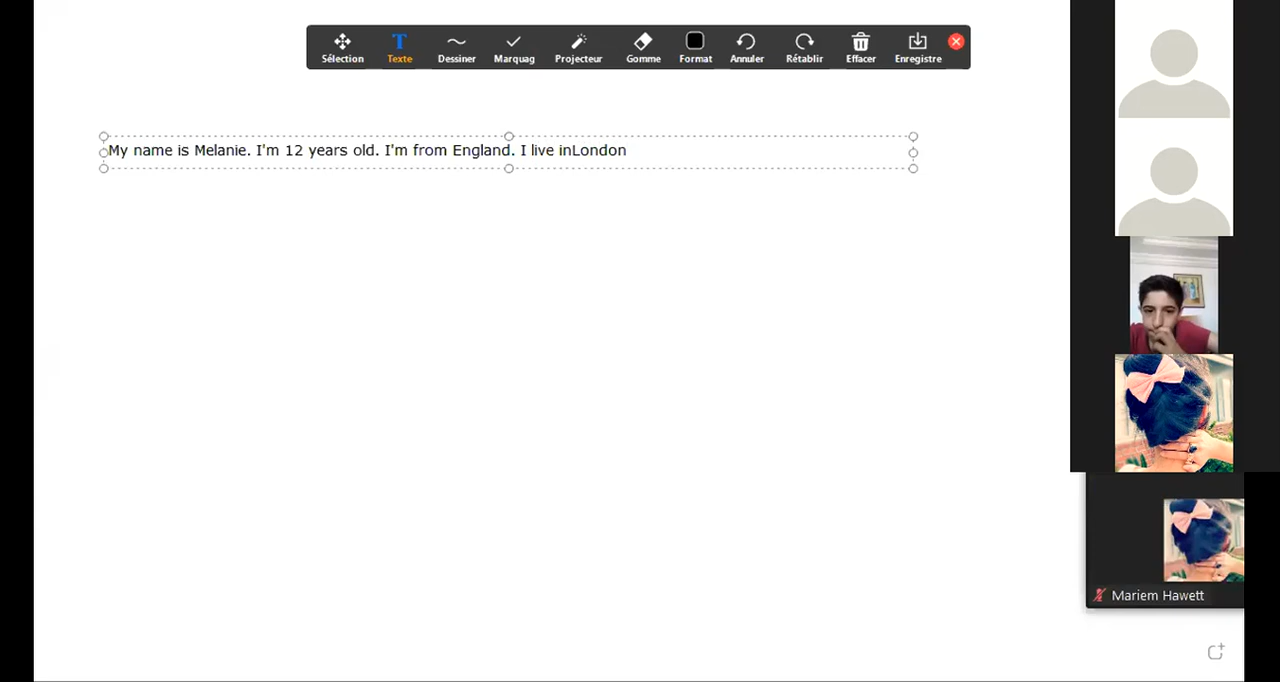 Sélection Texte Dessiner Marquag Projecteur Gomme Format Annuler Rétablir Effacer Enregistre
My name is Melanie. I'm 12 years old. I'm from England. I live inLondon
Mariem Hawett